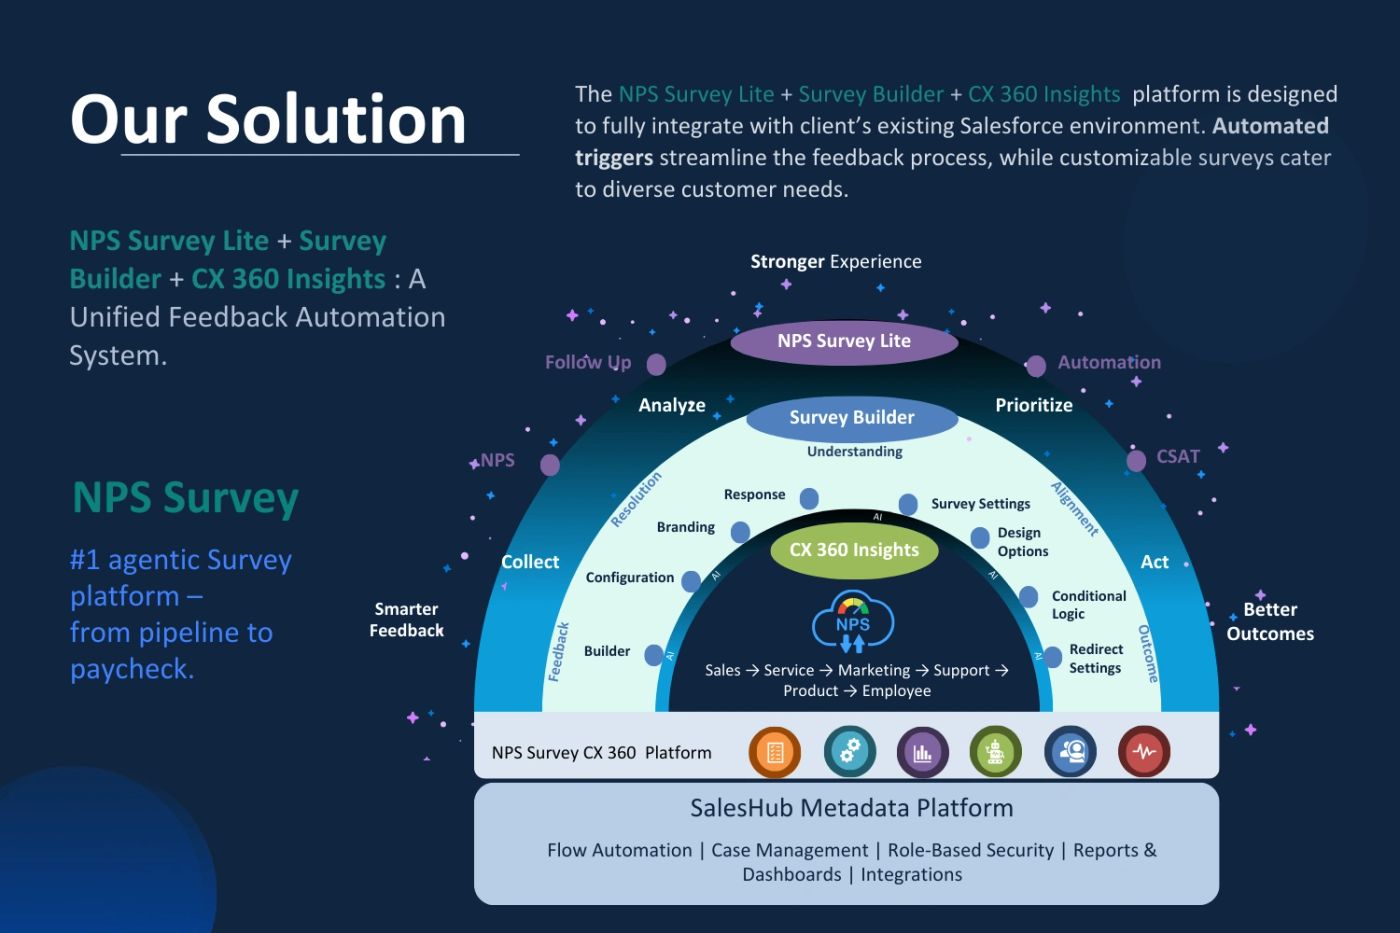 Our Solution
The NPS Survey Lite + Survey Builder + CX 360 Insights platform is designed
to fully integrate with client’s existing Salesforce environment. Automated
triggers streamline the feedback process, while customizable surveys cater
to diverse customer needs.
NPS Survey Lite + Survey
Builder + CX 360 Insights : A
Unified Feedback Automation
System.
NPS Survey
#1 agentic Survey
platform –
from pipeline to
paycheck.
Stronger Experience
NPS Survey Lite
Follow Up
Automation
Analyze
Prioritize
Survey Builder
Understanding
NPS
CSAT
Resolution
Alignment
Response
Survey Settings
Branding
Design
Options
AI
CX 360 Insights
Collect
Act
Configuration
AI
AI
Conditional
Logic
Smarter
Feedback
Better
Outcomes
NPS
Feedback
Outcome
Builder
AI
AI
Redirect
Settings
Sales → Service → Marketing → Support →
Product → Employee
NPS Survey CX 360 Platform
SalesHub Metadata Platform
Flow Automation | Case Management | Role-Based Security | Reports &
Dashboards | Integrations